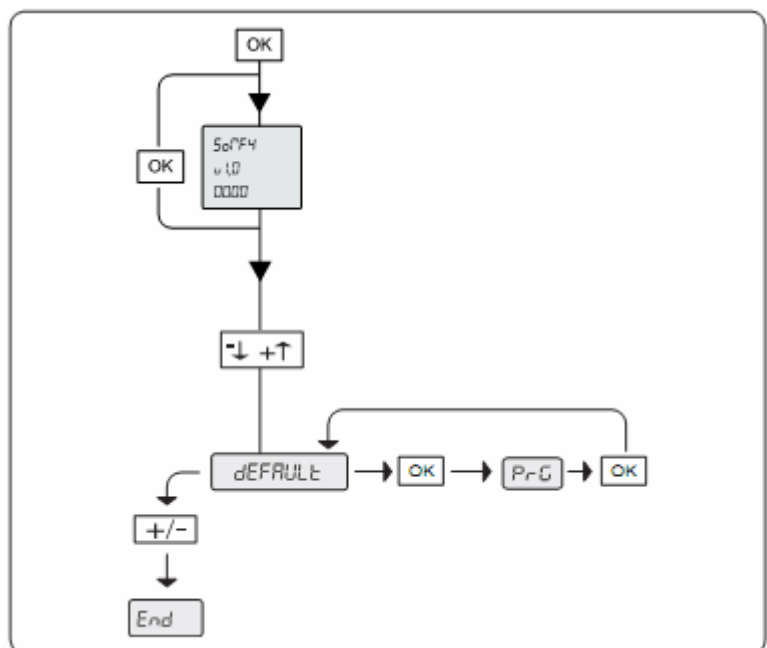 OK
SoMFY
v1.0
0000
OK
-↓ +↑
dEFAULt
OK
PrG
OK
+/-
End